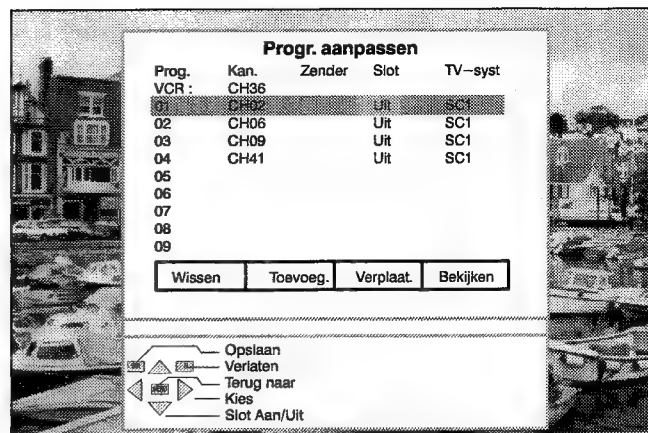 Progr. aanpassen
Prog. Kan. Zender Slot TV-syst
VCR : CH36
01 CH02 Uit SC1
02 CH06 Uit SC1
03 CH09 Uit SC1
04 CH41 Uit SC1
05
06
07
08
09
Wissen Toevoeg. Verplaat. Bekijken
Opslaan
Verlaten
Terug naar
Kies
Slot Aan/Uit